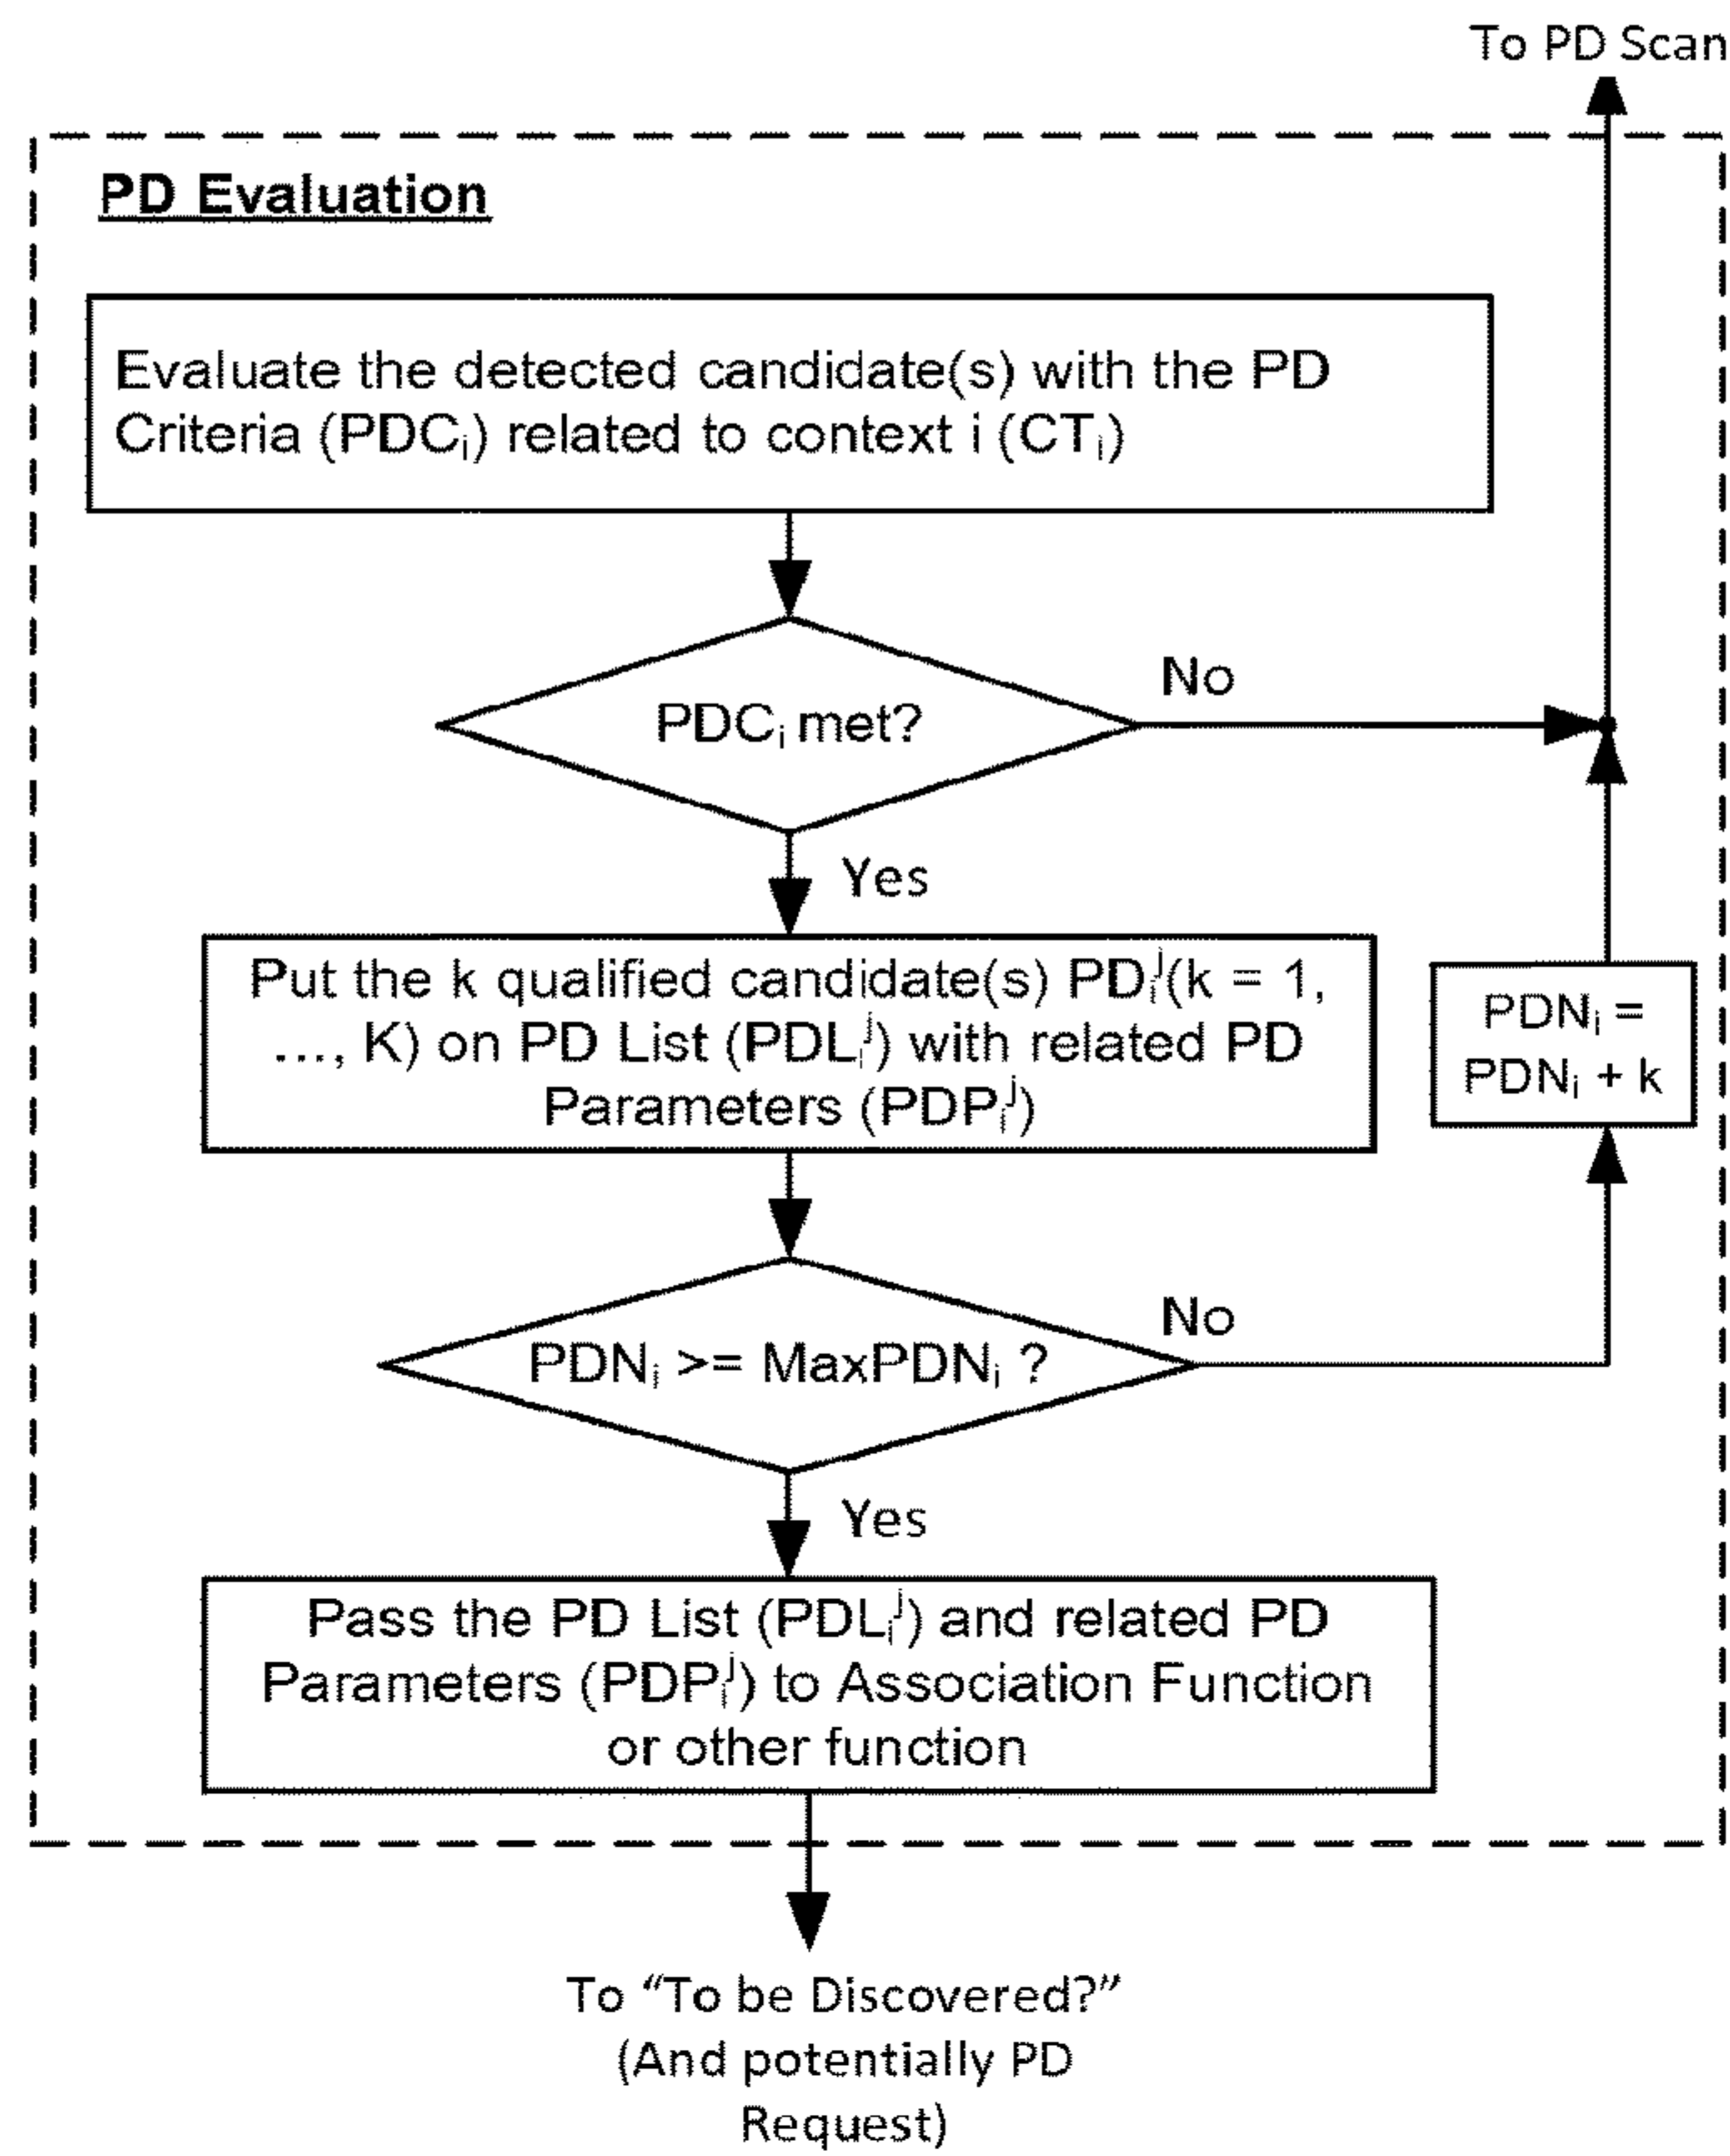 To PD Scan
PD Evaluation
Evaluate the detected candidate(s) with the PD
Criteria (PDCᵢ) related to context i (CTᵢ)
PDCᵢ met?
No
Yes
Put the k qualified candidate(s) PDᵢʲ(k = 1,
..., K) on PD List (PDLᵢʲ) with related PD
Parameters (PDPᵢʲ)
PDNᵢ =
PDNᵢ + k
PDNᵢ >= MaxPDNᵢ ?
No
Yes
Pass the PD List (PDLᵢʲ) and related PD
Parameters (PDPᵢʲ) to Association Function
or other function
To “To be Discovered?”
(And potentially PD
Request)